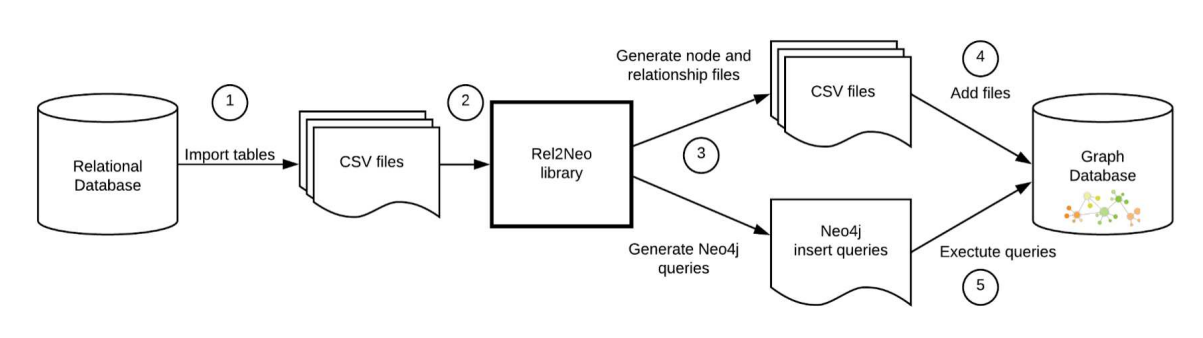 1
Import tables
Relational
Database
CSV files
2
Rel2Neo
library
Generate node and
relationship files
3
Generate Neo4j
queries
CSV files
Neo4j
insert queries
4
Add files
Exectute queries
5
Graph
Database